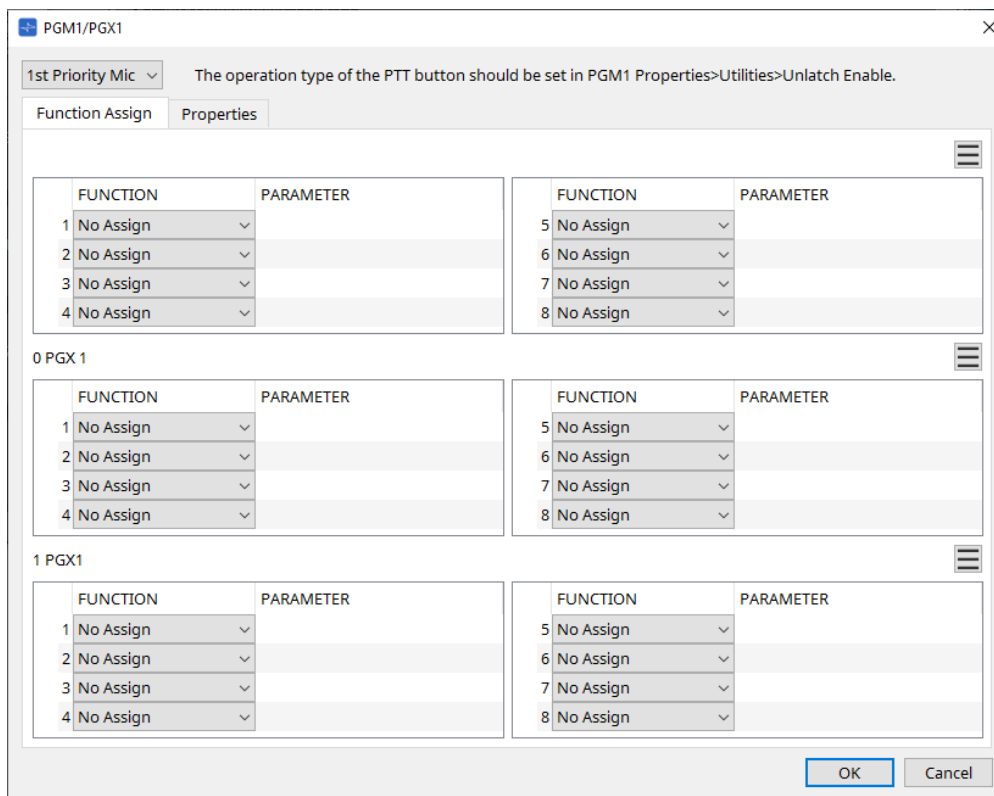 PGM1/PGX1
1st Priority Mic
The operation type of the PTT button should be set in PGM1 Properties>Utilities>Unlatch Enable.
Function Assign Properties
FUNCTION PARAMETER FUNCTION PARAMETER
1 No Assign 5 No Assign
2 No Assign 6 No Assign
3 No Assign 7 No Assign
4 No Assign 8 No Assign
0 PGX 1
FUNCTION PARAMETER FUNCTION PARAMETER
1 No Assign 5 No Assign
2 No Assign 6 No Assign
3 No Assign 7 No Assign
4 No Assign 8 No Assign
1 PGX1
FUNCTION PARAMETER FUNCTION PARAMETER
1 No Assign 5 No Assign
2 No Assign 6 No Assign
3 No Assign 7 No Assign
4 No Assign 8 No Assign
OK Cancel